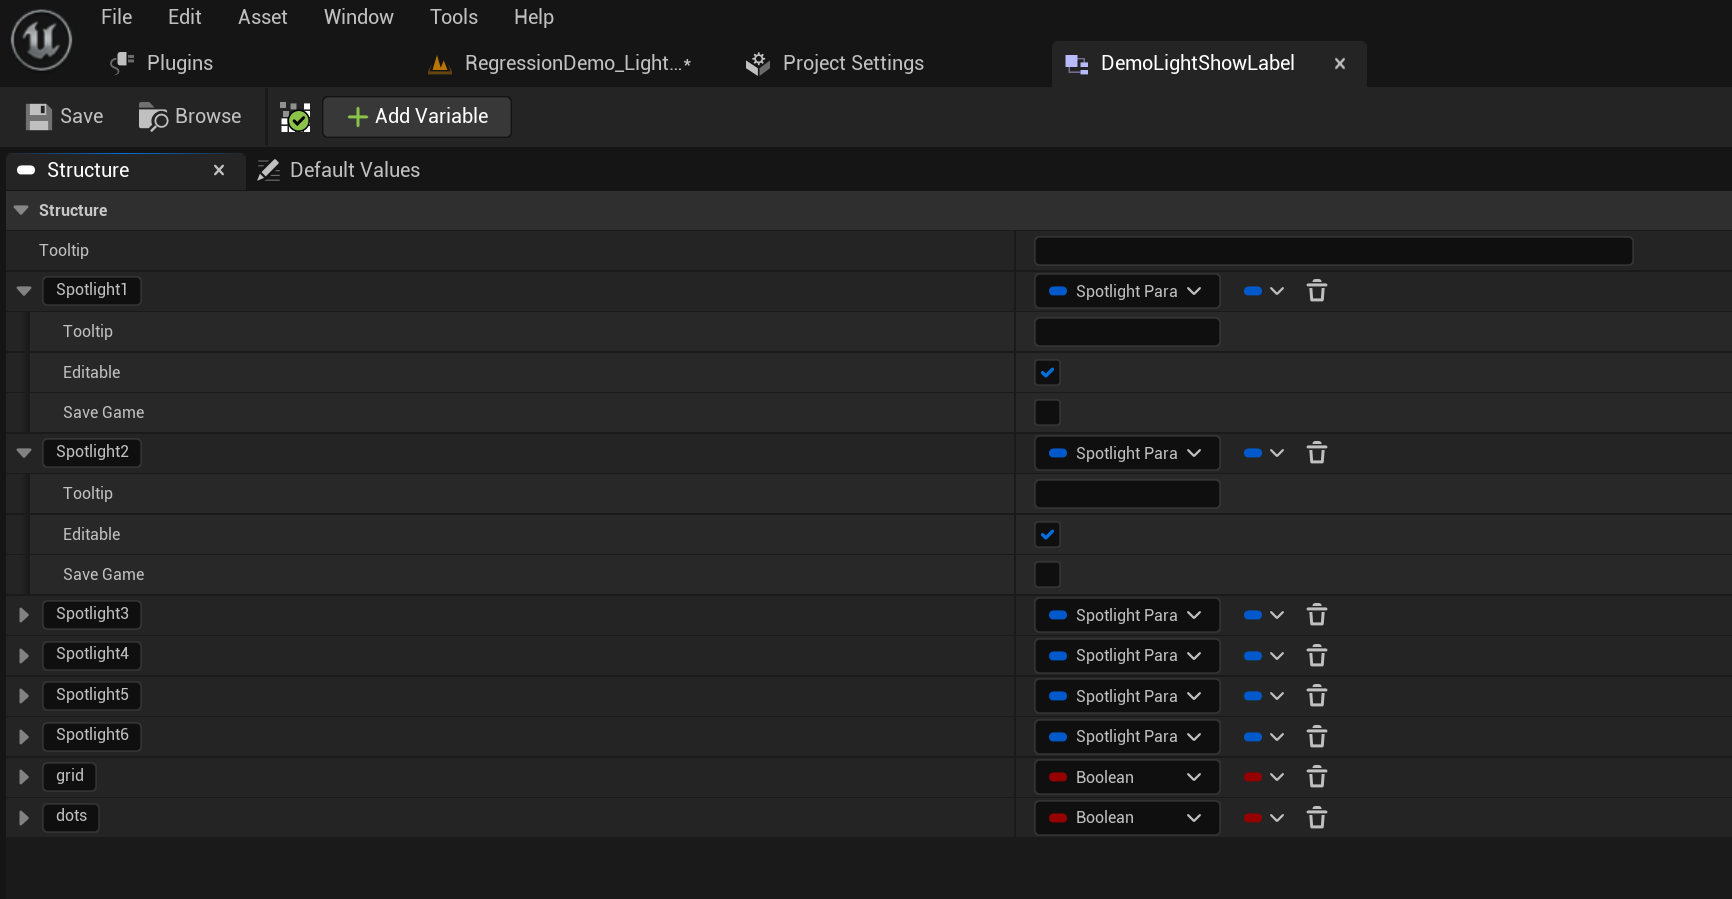 File Edit Asset Window Tools Help
Plugins RegressionDemo_Light...* Project Settings DemoLightShowLabel
Save Browse Add Variable
Structure Default Values
Structure
Tooltip
Spotlight1 Spotlight Para
Tooltip
Editable
Save Game
Spotlight2 Spotlight Para
Tooltip
Editable
Save Game
Spotlight3 Spotlight Para
Spotlight4 Spotlight Para
Spotlight5 Spotlight Para
Spotlight6 Spotlight Para
grid Boolean
dots Boolean